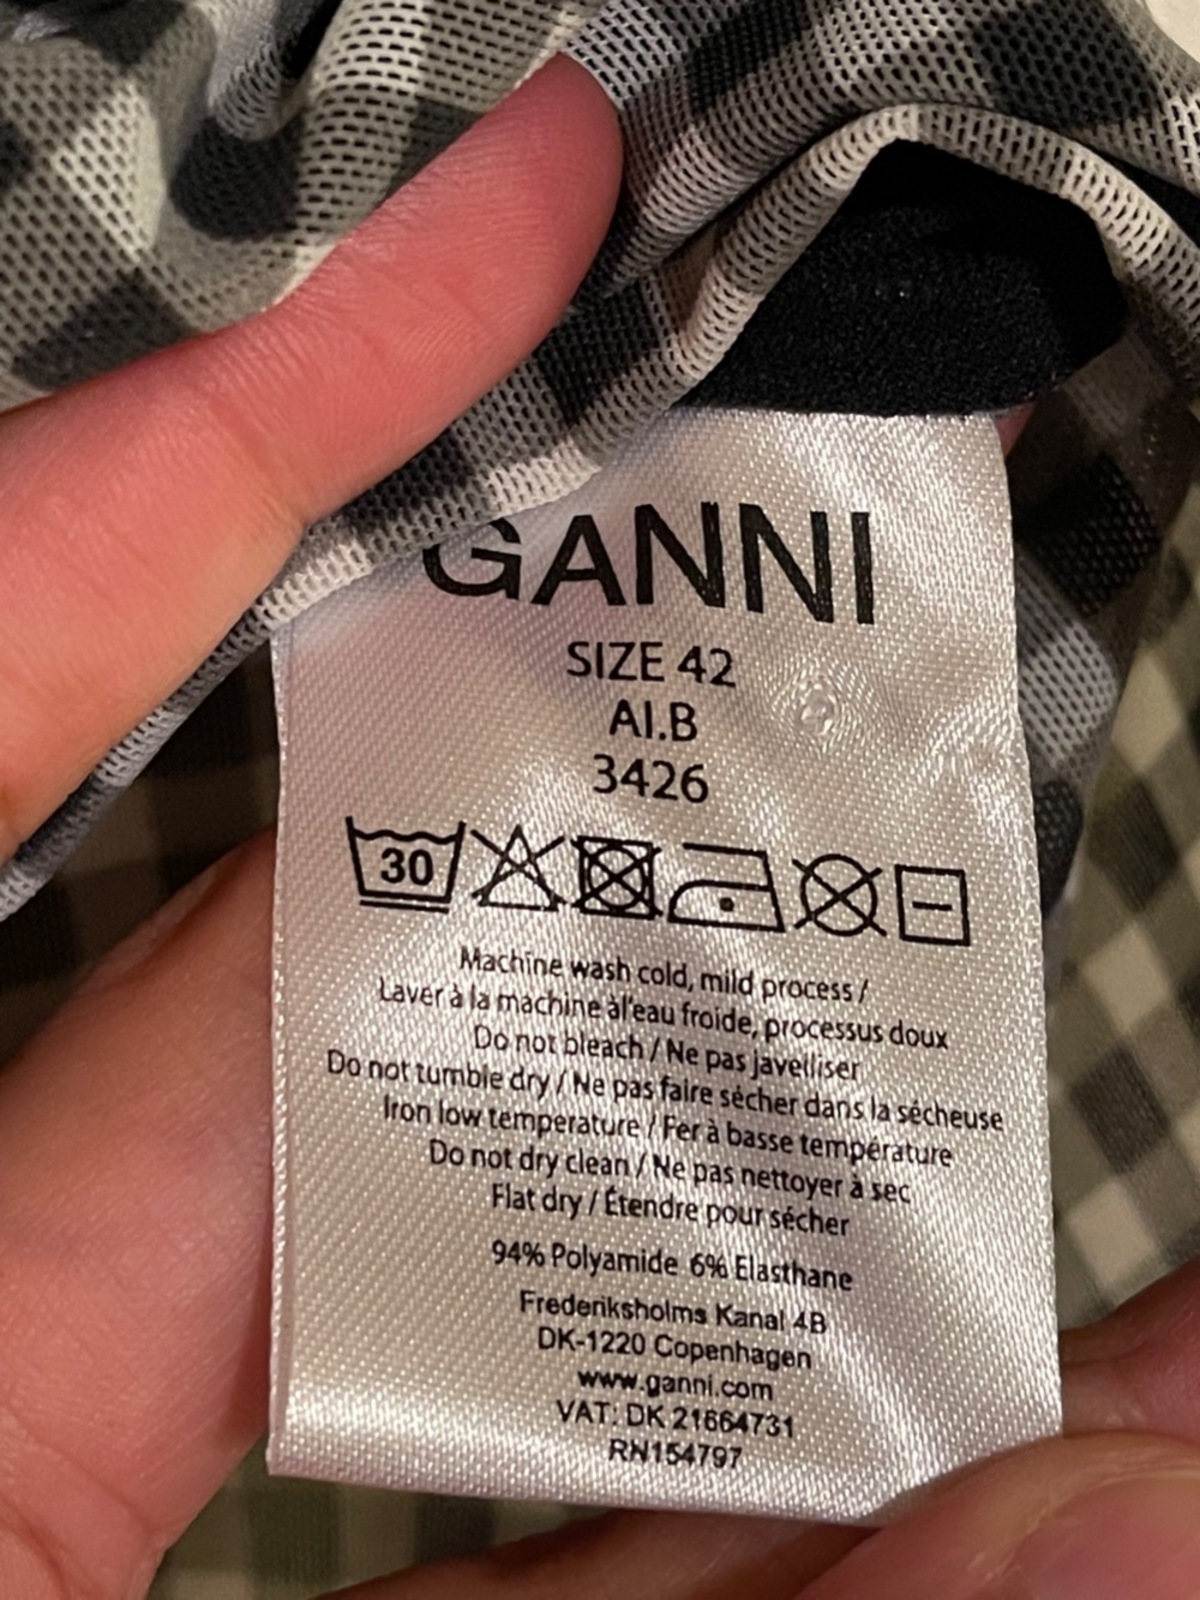 GANNI
SIZE 42
AI.B
3426
30
Machine wash cold, mild process /
Laver à la machine àl'eau froide, processus doux
Do not bleach / Ne pas javelliser
Do not tumble dry / Ne pas faire sécher dans la sécheuse
Iron low temperature / Fer à basse température
Do not dry clean / Ne pas nettoyer à sec
Flat dry / Étendre pour sécher
94% Polyamide 6% Elasthane
Frederiksholms Kanal 4B
DK-1220 Copenhagen
www.ganni.com
VAT: DK 21664731
RN154797